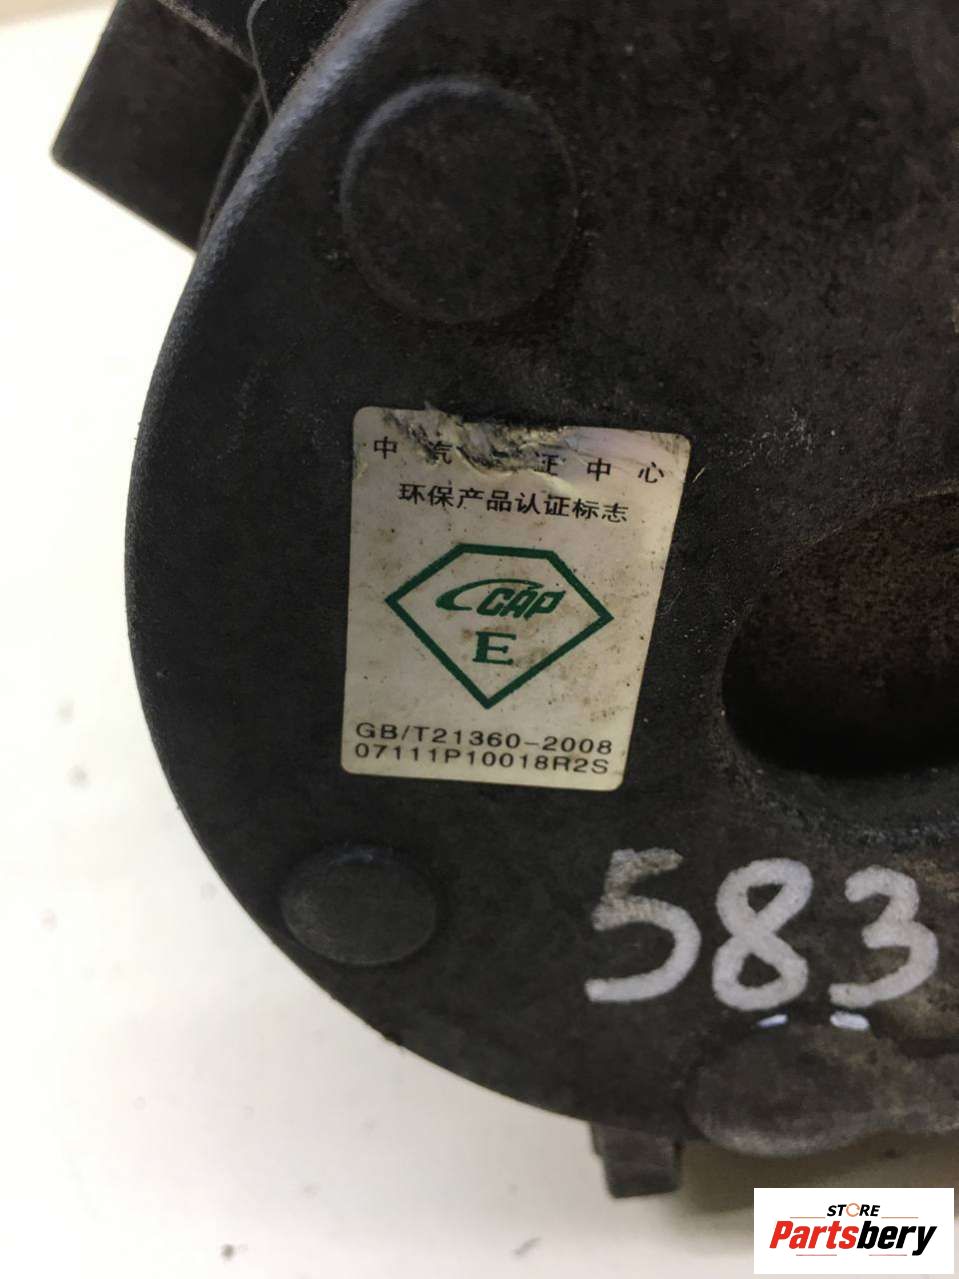 中 汽 证 中 心
环保产品认证标志
CCAP
E
GB/T21360-2008
07111P10018R2S
583
STORE
Partsbery